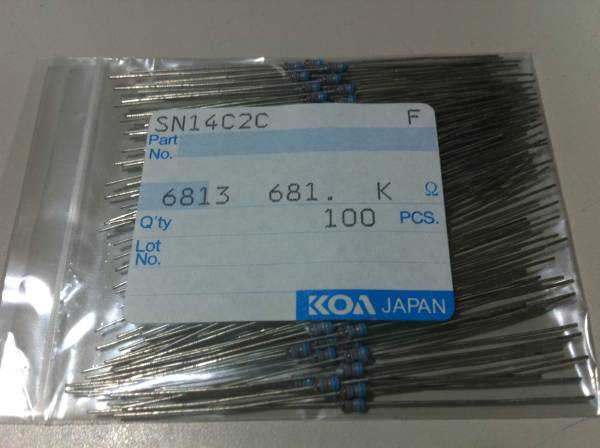 SN14C2C F
Part
No.
6813 681. K Ω
Q'ty 100 PCS.
Lot
No.
KOA JAPAN